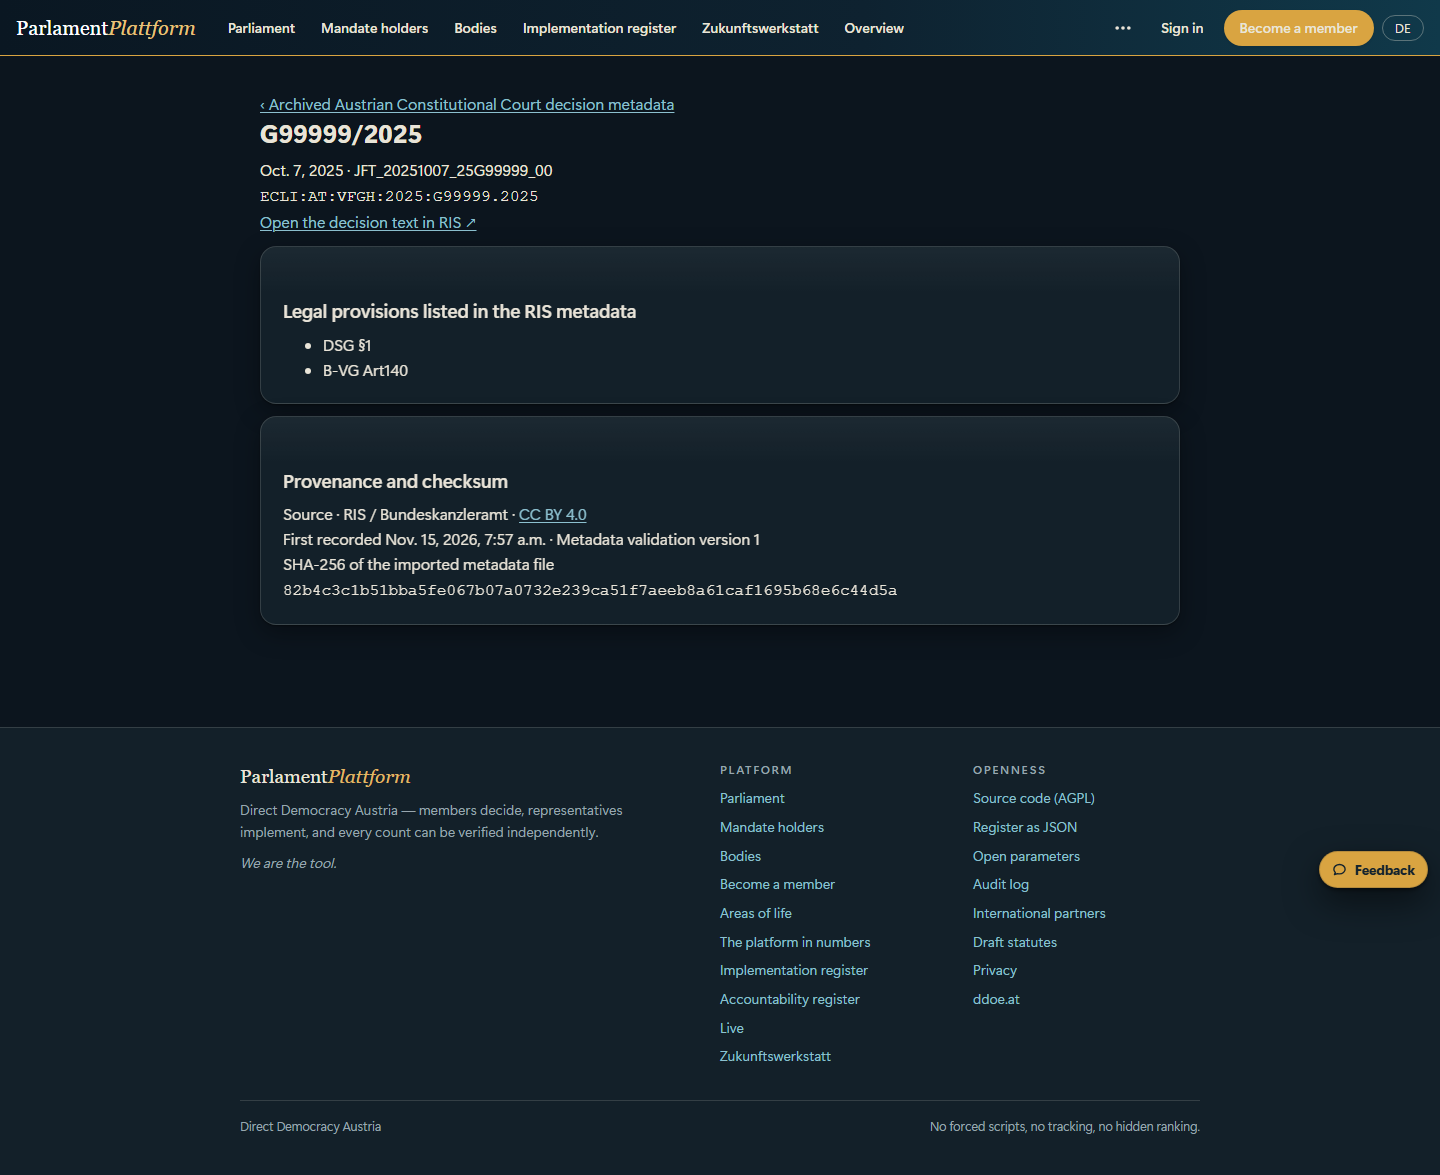 ParlamentPlattform
Parliament
Mandate holders
Bodies
Implementation register
Zukunftswerkstatt
Overview
Sign in
Become a member
DE
‹ Archived Austrian Constitutional Court decision metadata
G99999/2025
Oct. 7, 2025 · JFT_20251007_25G99999_00
ECLI:AT:VFGH:2025:G99999.2025
Open the decision text in RIS ↗
Legal provisions listed in the RIS metadata
• DSG §1
• B-VG Art140
Provenance and checksum
Source · RIS / Bundeskanzleramt · CC BY 4.0
First recorded Nov. 15, 2026, 7:57 a.m. · Metadata validation version 1
SHA-256 of the imported metadata file
82b4c3c1b51bba5fe067b07a0732e239ca51f7aeeb8a61caf1695b68e6c44d5a
ParlamentPlattform
Direct Democracy Austria — members decide, representatives
implement, and every count can be verified independently.
We are the tool.
PLATFORM
Parliament
Mandate holders
Bodies
Become a member
Areas of life
The platform in numbers
Implementation register
Accountability register
Live
Zukunftswerkstatt
OPENNESS
Source code (AGPL)
Register as JSON
Open parameters
Audit log
International partners
Draft statutes
Privacy
ddoe.at
Feedback
Direct Democracy Austria
No forced scripts, no tracking, no hidden ranking.